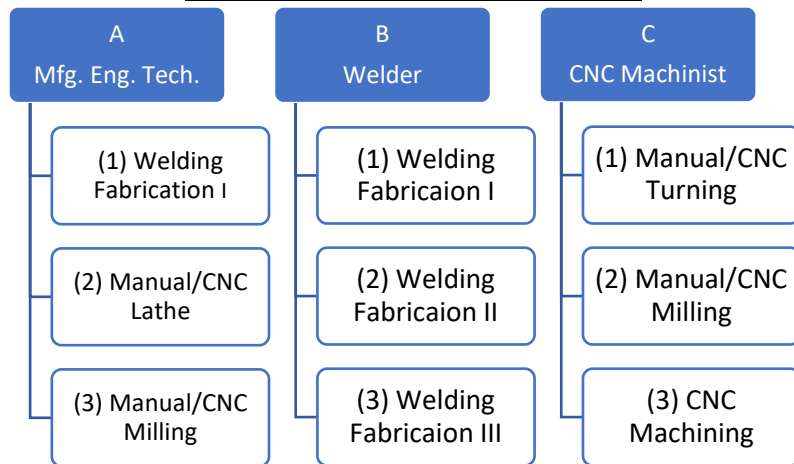 A
Mfg. Eng. Tech.
(1) Welding
Fabrication I
(2) Manual/CNC
Lathe
(3) Manual/CNC
Milling
B
Welder
(1) Welding
Fabricaion I
(2) Welding
Fabricaion II
(3) Welding
Fabricaion III
C
CNC Machinist
(1) Manual/CNC
Turning
(2) Manual/CNC
Milling
(3) CNC
Machining